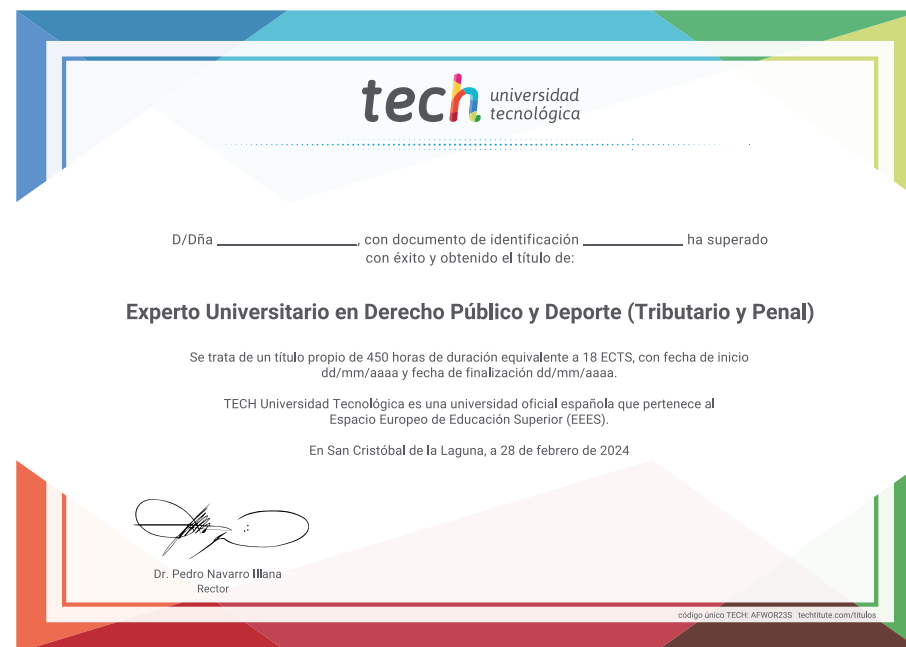 tech universidad
tecnológica
D/Dña ____________________, con documento de identificación ______________ ha superado
con éxito y obtenido el título de:
Experto Universitario en Derecho Público y Deporte (Tributario y Penal)
Se trata de un título propio de 450 horas de duración equivalente a 18 ECTS, con fecha de inicio
dd/mm/aaaa y fecha de finalización dd/mm/aaaa.
TECH Universidad Tecnológica es una universidad oficial española que pertenece al
Espacio Europeo de Educación Superior (EEES).
En San Cristóbal de la Laguna, a 28 de febrero de 2024
Dr. Pedro Navarro Illana
Rector
código único TECH: AFWOR23S techtitute.com/titulos